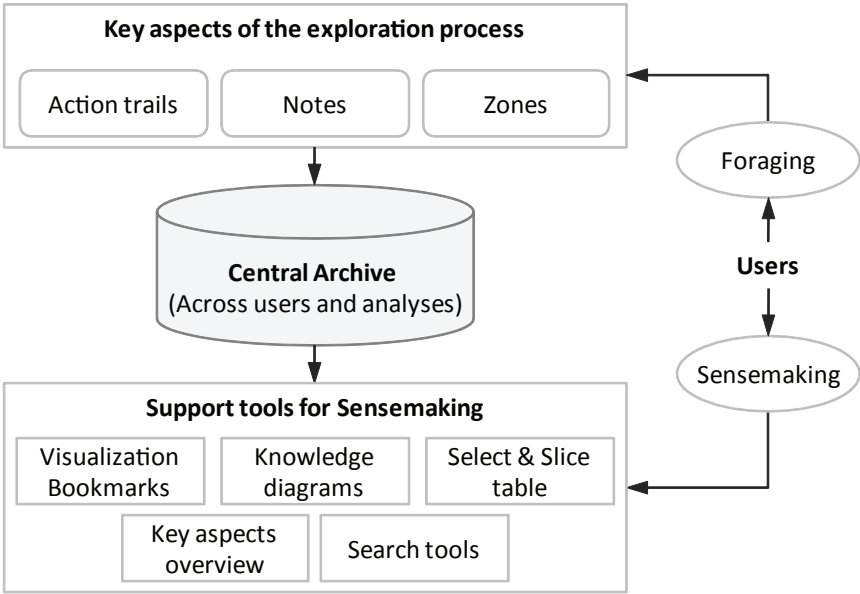 Key aspects of the exploration process
Action trails
Notes
Zones
Foraging
Central Archive
(Across users and analyses)
Users
Sensemaking
Support tools for Sensemaking
Visualization
Bookmarks
Knowledge
diagrams
Select & Slice
table
Key aspects
overview
Search tools